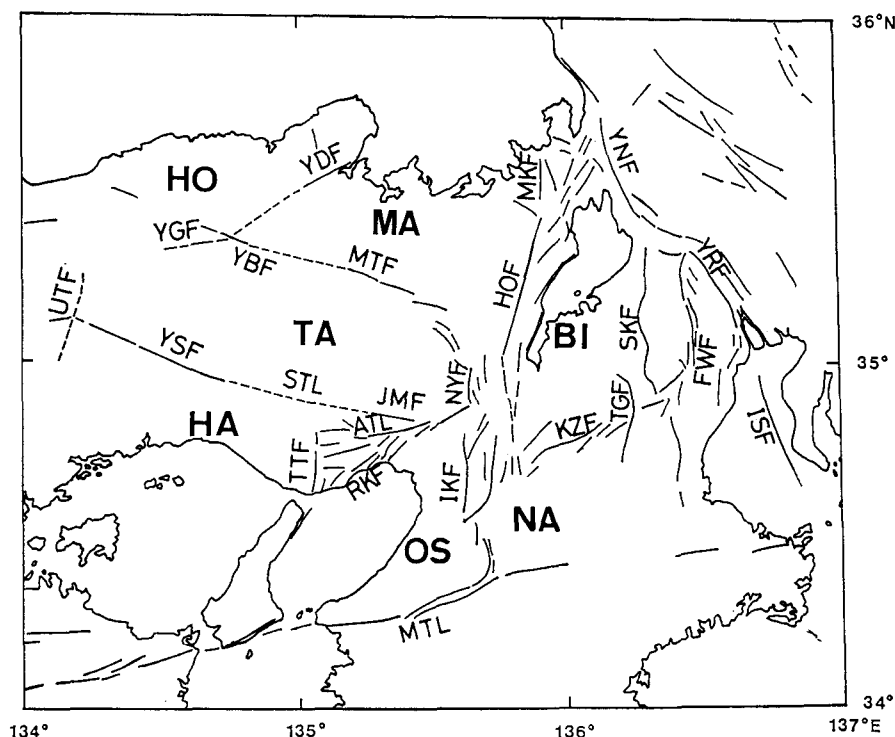 36°N
YDF
MKF
YNF
HO
MA
YGF
YBF
MTF
HOF
YRF
UTF
TA
BI
SKF
FWF
35°
YSF
STL
JMF
NYF
TGF
ISF
HA
ATL
KZF
TTF
RKF
IKF
NA
OS
MTL
34°
134°
135°
136°
137°E